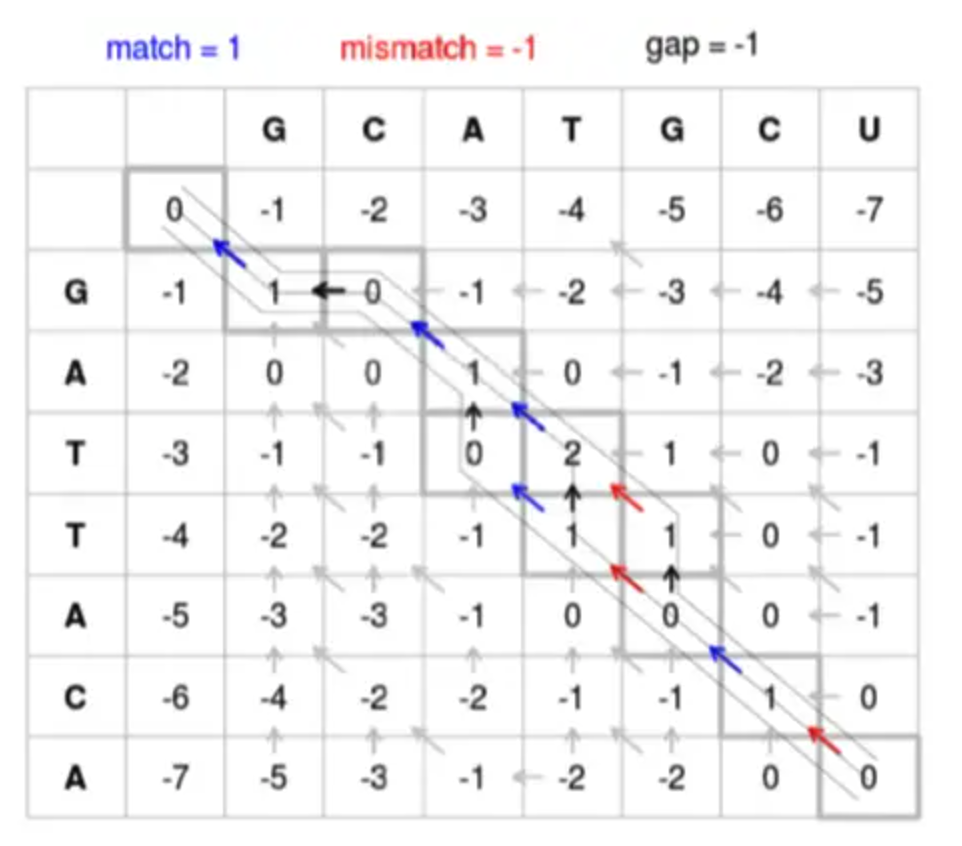 match = 1 mismatch = -1 gap = -1
G C A T G C U
0 -1 -2 -3 -4 -5 -6 -7
G -1 1 0 -1 -2 -3 -4 -5
A -2 0 0 1 0 -1 -2 -3
T -3 -1 -1 0 2 1 0 -1
T -4 -2 -2 -1 1 1 0 -1
A -5 -3 -3 -1 0 0 0 -1
C -6 -4 -2 -2 -1 -1 1 0
A -7 -5 -3 -1 -2 -2 0 0